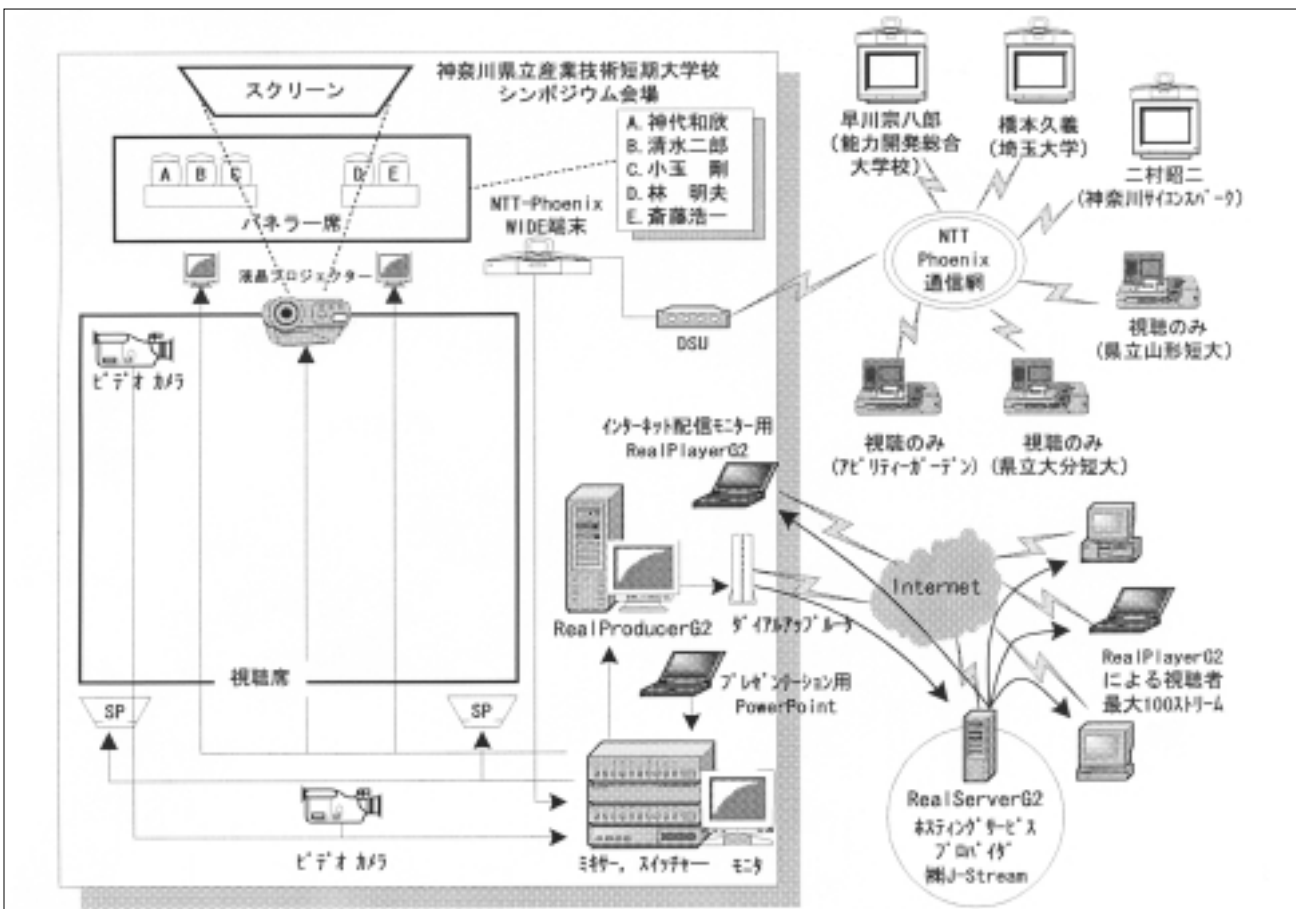 神奈川県立産業技術短期大学校
シンポジウム会場
スクリーン
A. 神代和欣
B. 清水二郎
C. 小玉 剛
D. 林 明夫
E. 斎藤浩一
A B C D E
パネラー席
NTT-Phoenix
WIDE端末
液晶プロジェクター
DSU
ビデオ カメラ
視聴席
SP
SP
ビデオ カメラ
インターネット配信モニター用
RealPlayerG2
RealProducerG2
ダイアルアップルータ
プレゼンテーション用
PowerPoint
ミキサー, スイッチャー
モニタ
早川宗八郎
(能力開発総合
大学校)
橋本久義
(埼玉大学)
二村昭二
(神奈川サイエンスパーク)
NTT
Phoenix
通信網
視聴のみ
(県立山形短大)
視聴のみ
(アビリティーガーデン)
視聴のみ
(県立大分短大)
Internet
RealPlayerG2
による視聴者
最大100ストリーム
RealServerG2
ホスティングサービス
プロバイダ
㈱J-Stream